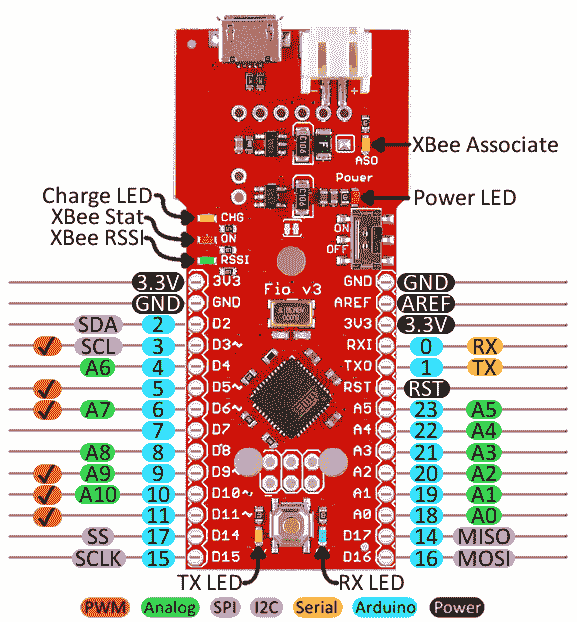 - +
XBee Associate
ASO
Power
Charge LED CHG Power LED
XBee Stat ON ON
XBee RSSI RSSI OFF
3.3V 3V3 Fio v3 GND GND
GND GND AREF AREF
SDA 2 D2 3V3 3.3V
SCL 3 D3~ RXI 0 RX
A6 4 D4 TXO 1 TX
5 D5~ RST RST
A7 6 D6~ A5 23 A5
7 D7 A4 22 A4
A8 8 D8 A3 21 A3
A9 9 D9~ A2 20 A2
A10 10 D10~ A1 19 A1
11 D11~ A0 18 A0
SS 17 D14 D17 14 MISO
SCLK 15 D15 D16 16 MOSI
TX LED RX LED
PWM Analog SPI I2C Serial Arduino Power